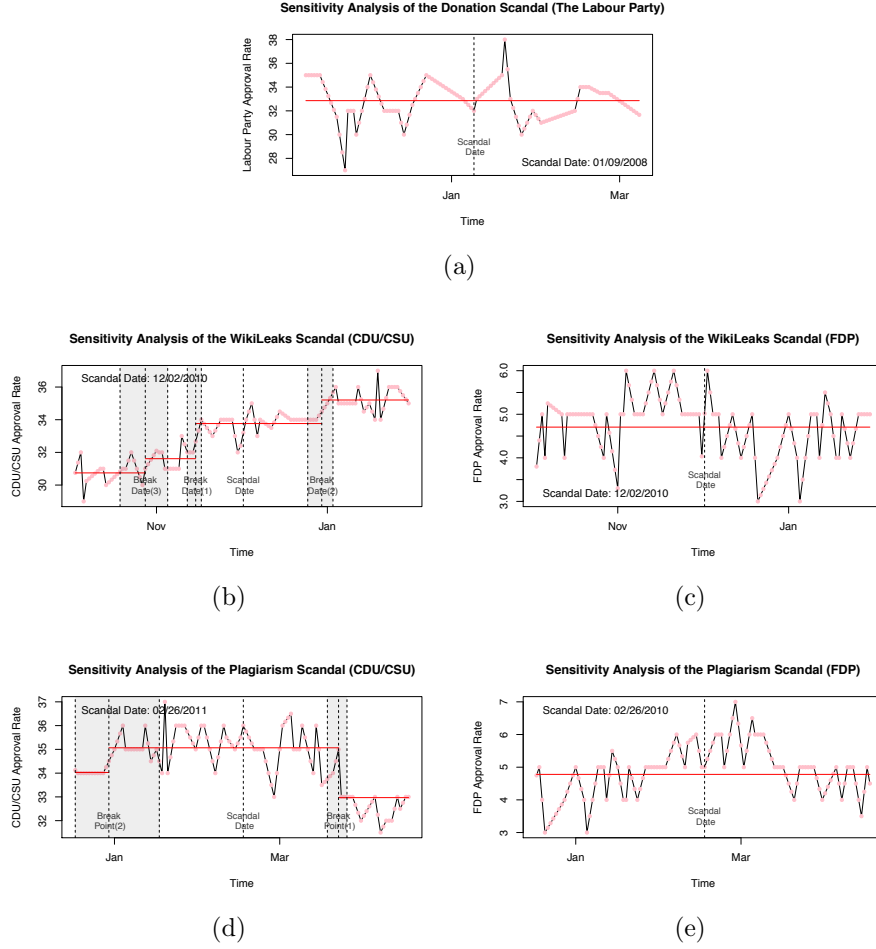 Sensitivity Analysis of the Donation Scandal (The Labour Party)
Labour Party Approval Rate
28 30 32 34 36 38
Scandal
Date
Scandal Date: 01/09/2008
Jan Mar
Time
(a)
Sensitivity Analysis of the WikiLeaks Scandal (CDU/CSU)
CDU/CSU Approval Rate
30 32 34 36
Scandal Date: 12/02/2010
Break
Date(3)
Break
Date(1)
Scandal
Date
Break
Date(2)
Nov Jan
Time
(b)
Sensitivity Analysis of the WikiLeaks Scandal (FDP)
FDP Approval Rate
3.0 4.0 5.0 6.0
Scandal
Date
Scandal Date: 12/02/2010
Nov Jan
Time
(c)
Sensitivity Analysis of the Plagiarism Scandal (CDU/CSU)
CDU/CSU Approval Rate
32 33 34 35 36 37
Scandal Date: 02/26/2011
Break
Point(2)
Scandal
Date
Break
Point(1)
Jan Mar
Time
(d)
Sensitivity Analysis of the Plagiarism Scandal (FDP)
FDP Approval Rate
3 4 5 6 7
Scandal Date: 02/26/2010
Scandal
Date
Jan Mar
Time
(e)